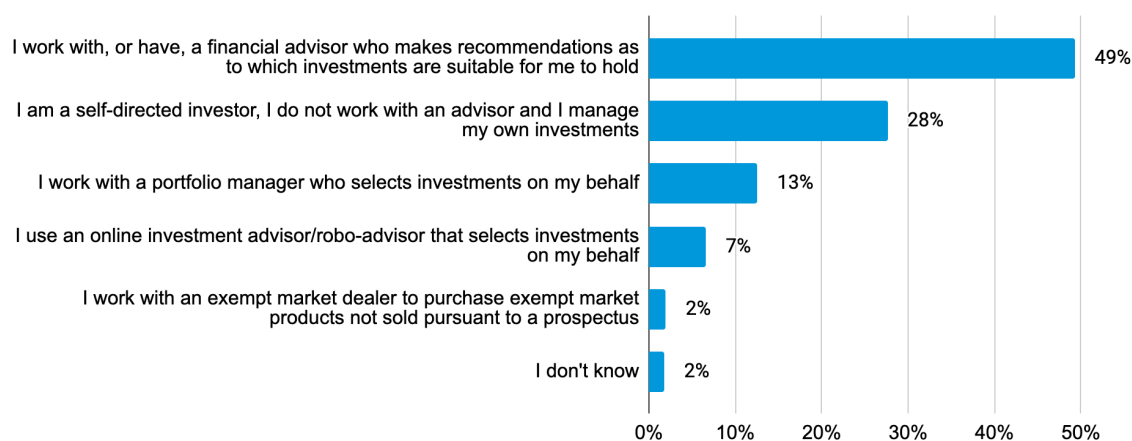 I work with, or have, a financial advisor who makes recommendations as
to which investments are suitable for me to hold
49%
I am a self-directed investor, I do not work with an advisor and I manage
my own investments
28%
I work with a portfolio manager who selects investments on my behalf
13%
I use an online investment advisor/robo-advisor that selects investments
on my behalf
7%
I work with an exempt market dealer to purchase exempt market
products not sold pursuant to a prospectus
2%
I don't know
2%
0% 10% 20% 30% 40% 50%